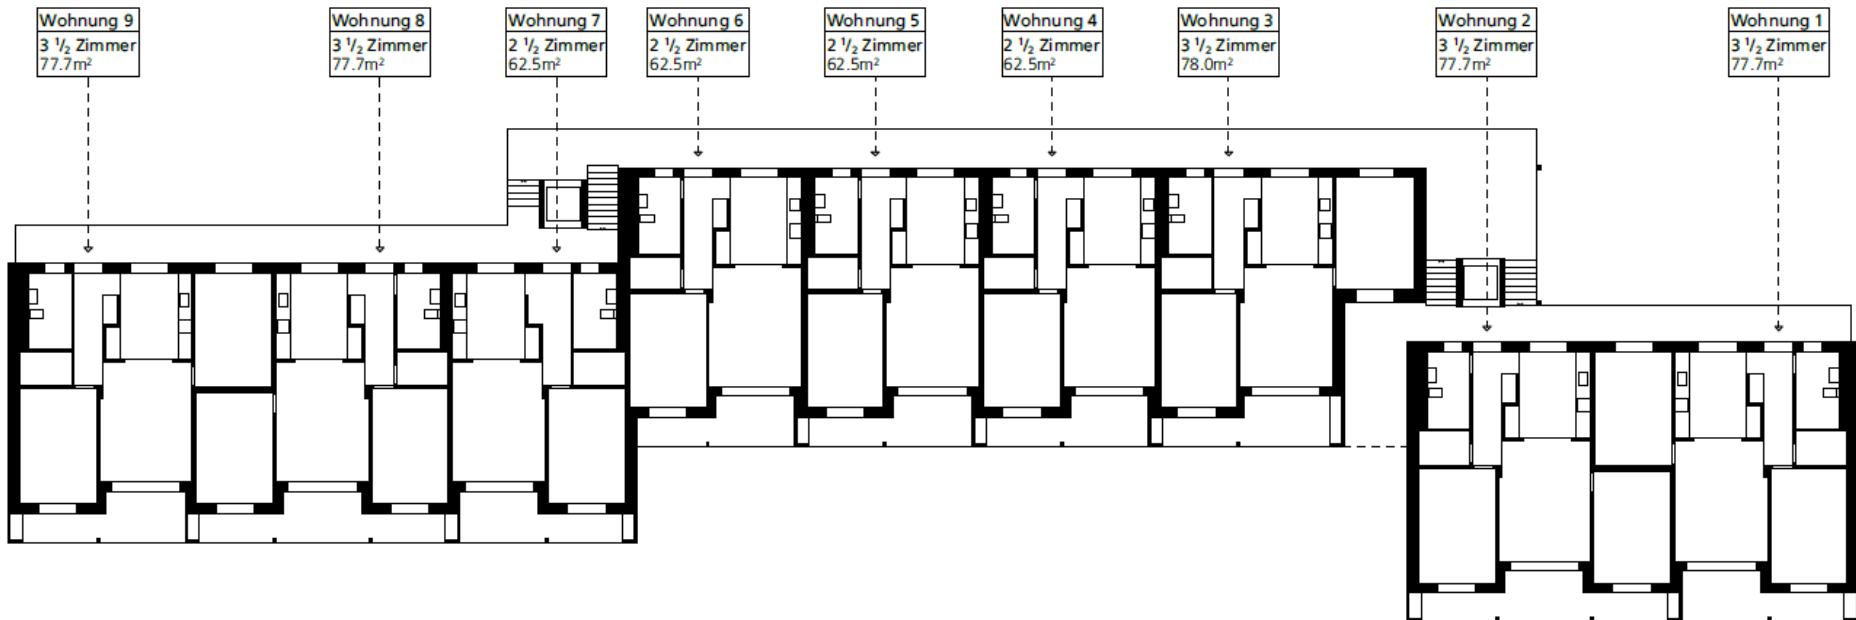 Wohnung 9
3 ½ Zimmer
77.7m²
Wohnung 8
3 ½ Zimmer
77.7m²
Wohnung 7
2 ½ Zimmer
62.5m²
Wohnung 6
2 ½ Zimmer
62.5m²
Wohnung 5
2 ½ Zimmer
62.5m²
Wohnung 4
2 ½ Zimmer
62.5m²
Wohnung 3
3 ½ Zimmer
78.0m²
Wohnung 2
3 ½ Zimmer
77.7m²
Wohnung 1
3 ½ Zimmer
77.7m²